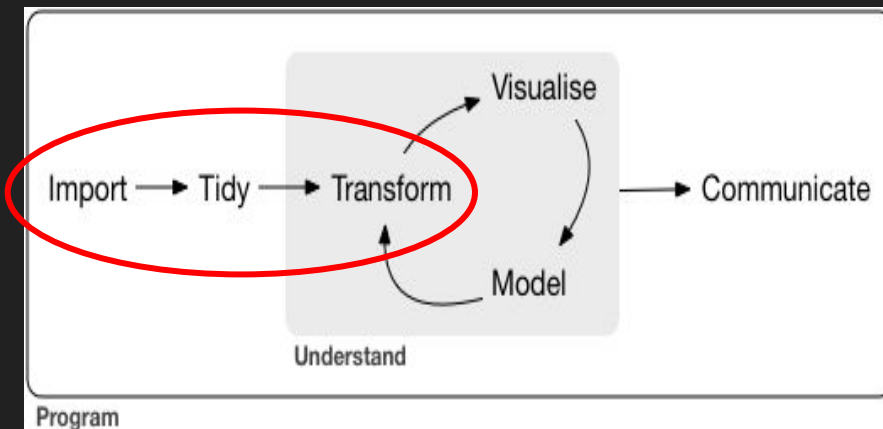 Visualise
Import Tidy Transform Communicate
Model
Understand
Program